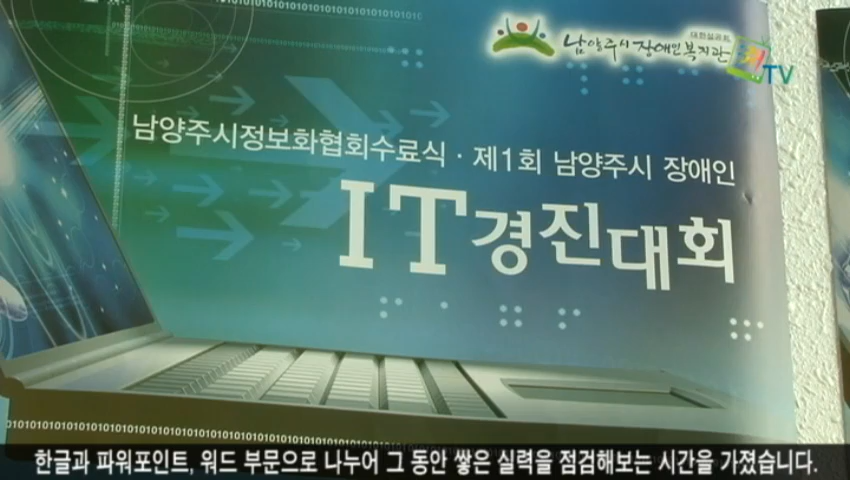 남양주시장애인복지관
TV
남양주시정보화협회수료식 · 제1회 남양주시 장애인
IT경진대회
한글과 파워포인트, 워드 부문으로 나누어 그 동안 쌓은 실력을 점검해보는 시간을 가졌습니다.